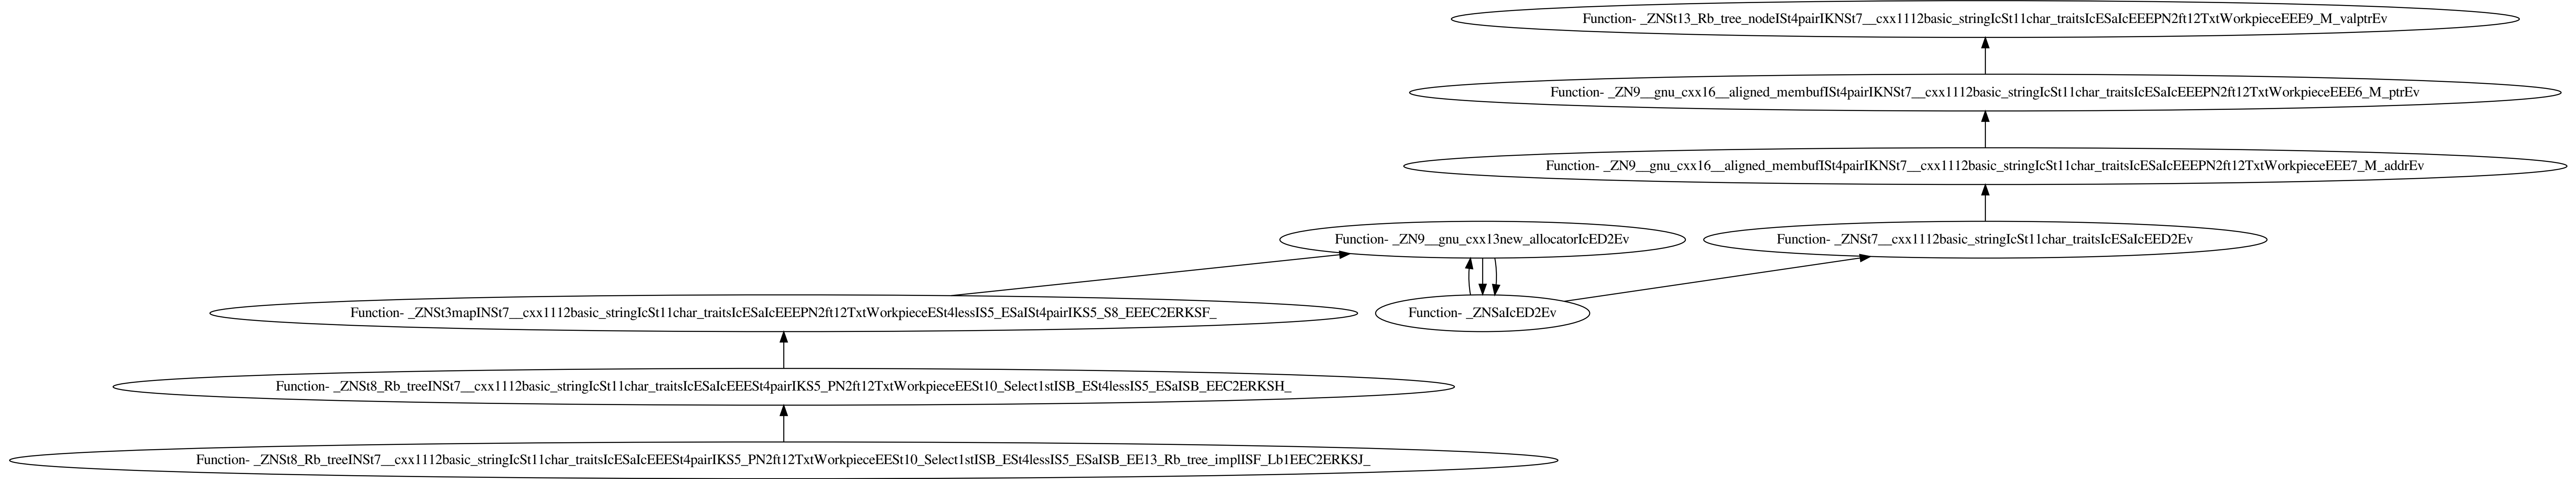 Function- _ZNSt13_Rb_tree_nodeISt4pairIKNSt7__cxx1112basic_stringIcSt11char_traitsIcESaIcEEEPN2ft12TxtWorkpieceEEE9_M_valptrEv
Function- _ZN9__gnu_cxx16__aligned_membufISt4pairIKNSt7__cxx1112basic_stringIcSt11char_traitsIcESaIcEEEPN2ft12TxtWorkpieceEEE6_M_ptrEv
Function- _ZN9__gnu_cxx16__aligned_membufISt4pairIKNSt7__cxx1112basic_stringIcSt11char_traitsIcESaIcEEEPN2ft12TxtWorkpieceEEE7_M_addrEv
Function- _ZN9__gnu_cxx13new_allocatorIcED2Ev
Function- _ZNSt7__cxx1112basic_stringIcSt11char_traitsIcESaIcEED2Ev
Function- _ZNSt3mapINSt7__cxx1112basic_stringIcSt11char_traitsIcESaIcEEEPN2ft12TxtWorkpieceESt4lessIS5_ESaISt4pairIKS5_S8_EEEC2ERKSF_
Function- _ZNSaIcED2Ev
Function- _ZNSt8_Rb_treeINSt7__cxx1112basic_stringIcSt11char_traitsIcESaIcEEESt4pairIKS5_PN2ft12TxtWorkpieceEESt10_Select1stISB_ESt4lessIS5_ESaISB_EEC2ERKSH_
Function- _ZNSt8_Rb_treeINSt7__cxx1112basic_stringIcSt11char_traitsIcESaIcEEESt4pairIKS5_PN2ft12TxtWorkpieceEESt10_Select1stISB_ESt4lessIS5_ESaISB_EE13_Rb_tree_implISF_Lb1EEC2ERKSJ_